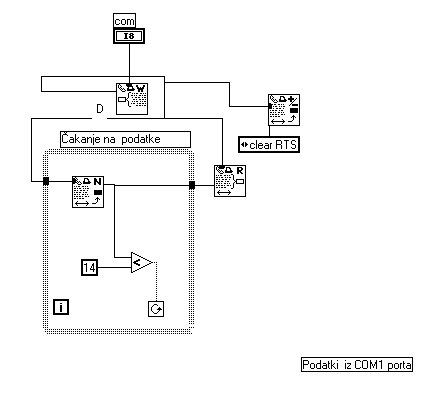 com
I8
W
D
+/-
clear RTS
Čakanje na podatke
R
N
14
<
i
Podatki iz COM1 porta